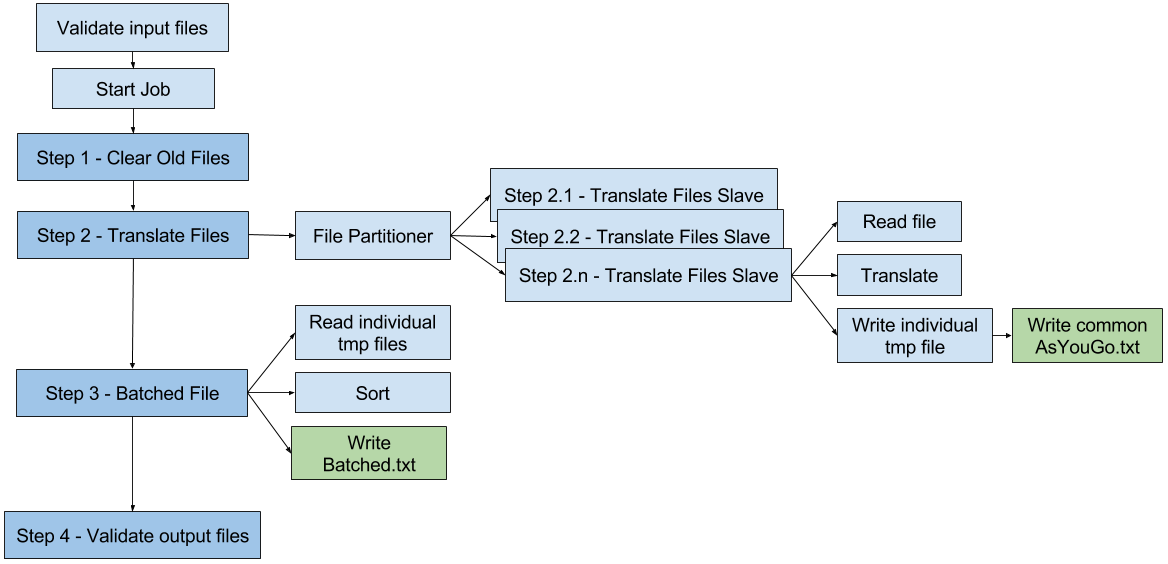 Validate input files
Start Job
Step 1 - Clear Old Files
Step 2 - Translate Files
File Partitioner
Step 2.1 - Translate Files Slave
Step 2.2 - Translate Files Slave
Step 2.n - Translate Files Slave
Read file
Translate
Write individual
tmp file
Write common
AsYouGo.txt
Step 3 - Batched File
Read individual
tmp files
Sort
Write
Batched.txt
Step 4 - Validate output files